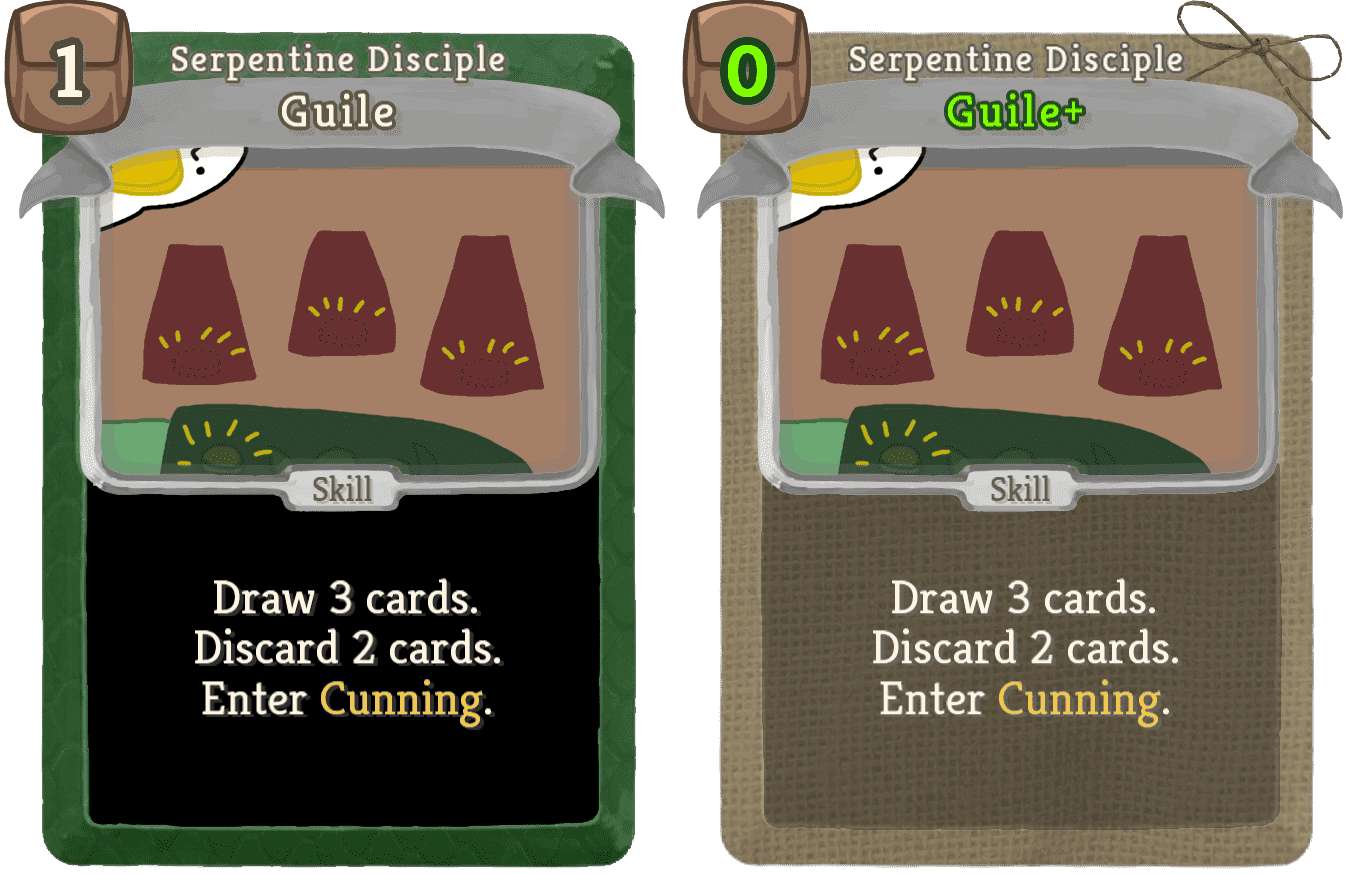 1
Serpentine Disciple
Guile
?
Skill
Draw 3 cards.
Discard 2 cards.
Enter Cunning.
0
Serpentine Disciple
Guile+
?
Skill
Draw 3 cards.
Discard 2 cards.
Enter Cunning.